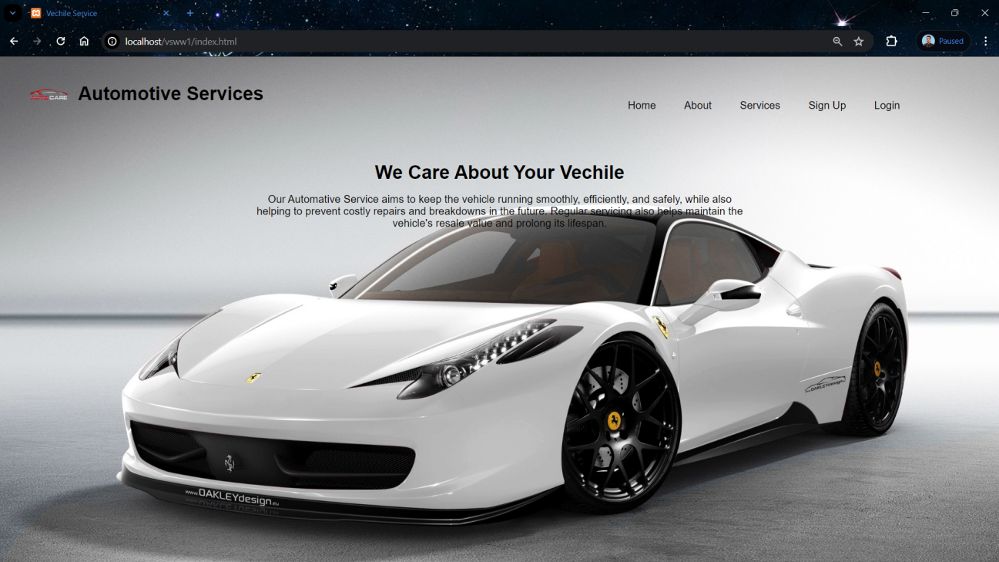 Vechile Service
localhost/vsww1/index.html
Paused
CARE
Automotive Services
Home About Services Sign Up Login
We Care About Your Vechile
Our Automative Service aims to keep the vehicle running smoothly, efficiently, and safely, while also
helping to prevent costly repairs and breakdowns in the future. Regular servicing also helps maintain the
vehicle's resale value and prolong its lifespan.
OAKLEYdesign
www.OAKLEYdesign.eu